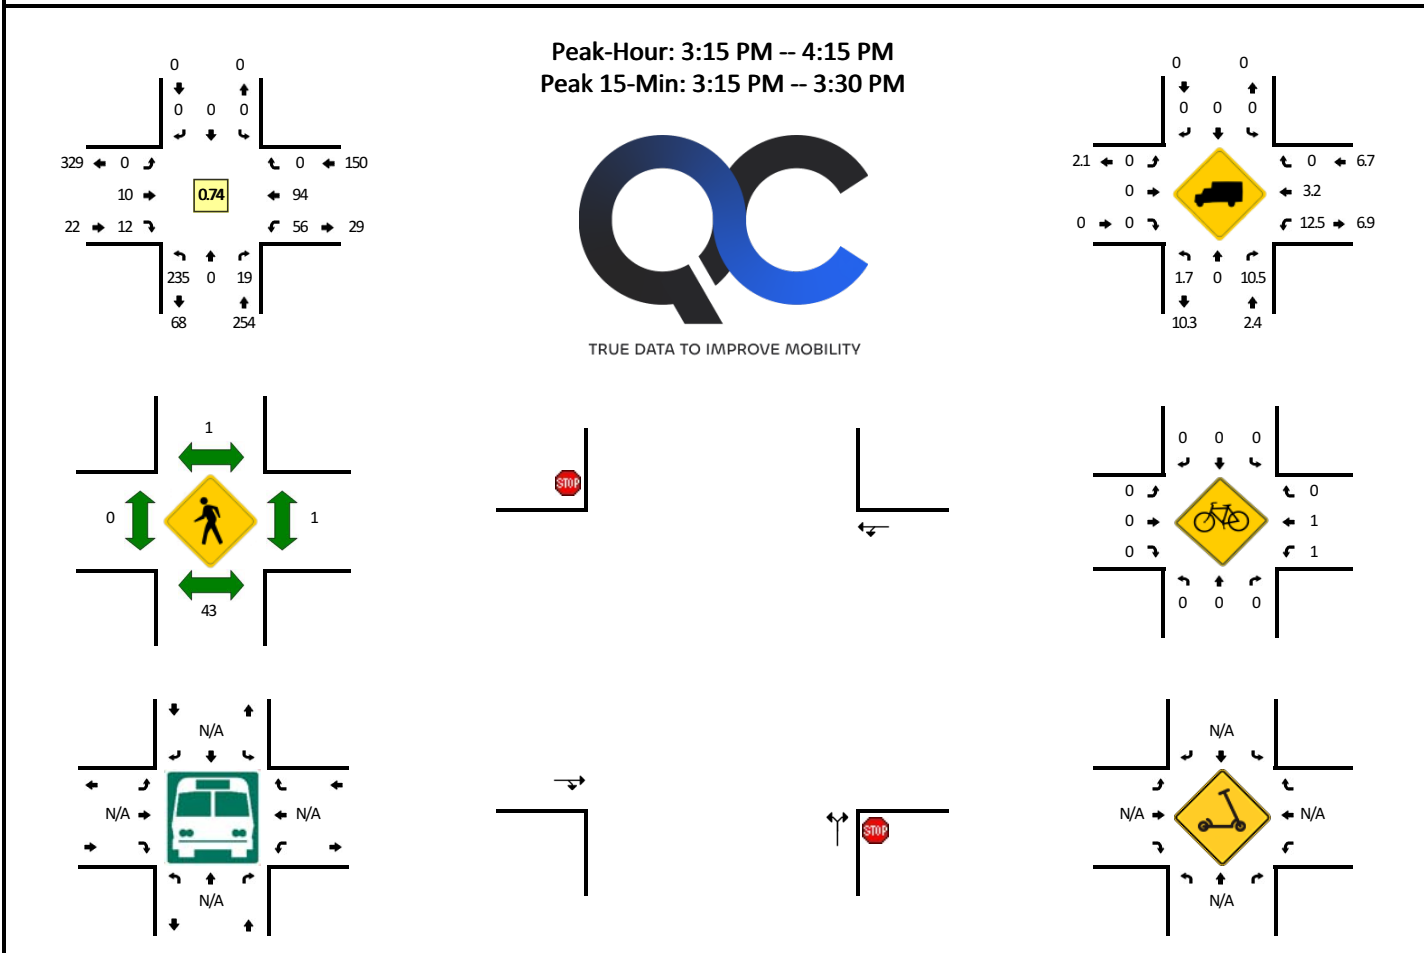 Peak-Hour: 3:15 PM -- 4:15 PM
Peak 15-Min: 3:15 PM -- 3:30 PM
0 0
0 0 0
329 0 0 150
10 0.74 94
22 12 56 29
235 0 19
68 254
QC
TRUE DATA TO IMPROVE MOBILITY
0 0
0 0 0
2.1 0 0 6.7
0 3.2
0 0 12.5 6.9
1.7 0 10.5
10.3 2.4
1
0 1
43
STOP
STOP
0 0 0
0 0
0 1
0 1
0 0 0
N/A
N/A N/A
N/A
N/A
N/A N/A
N/A